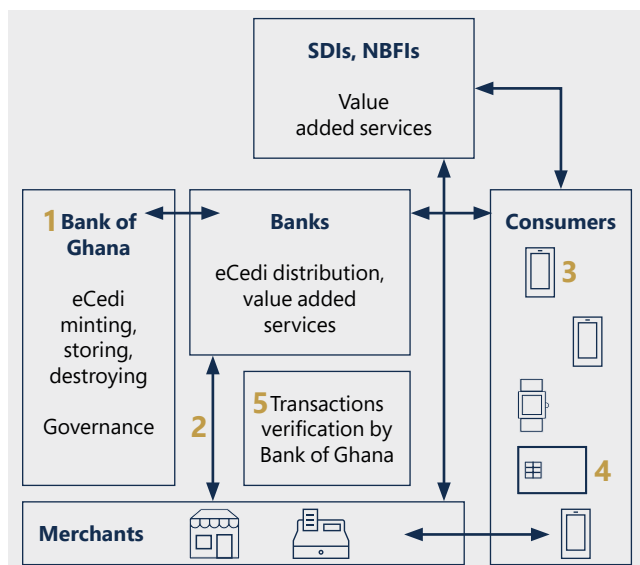 SDIs, NBFIs
Value
added services
1 Bank of
Ghana
eCedi
minting,
storing,
destroying
Governance
Banks
eCedi distribution,
value added
services
Consumers
3
2
5 Transactions
verification by
Bank of Ghana
4
Merchants